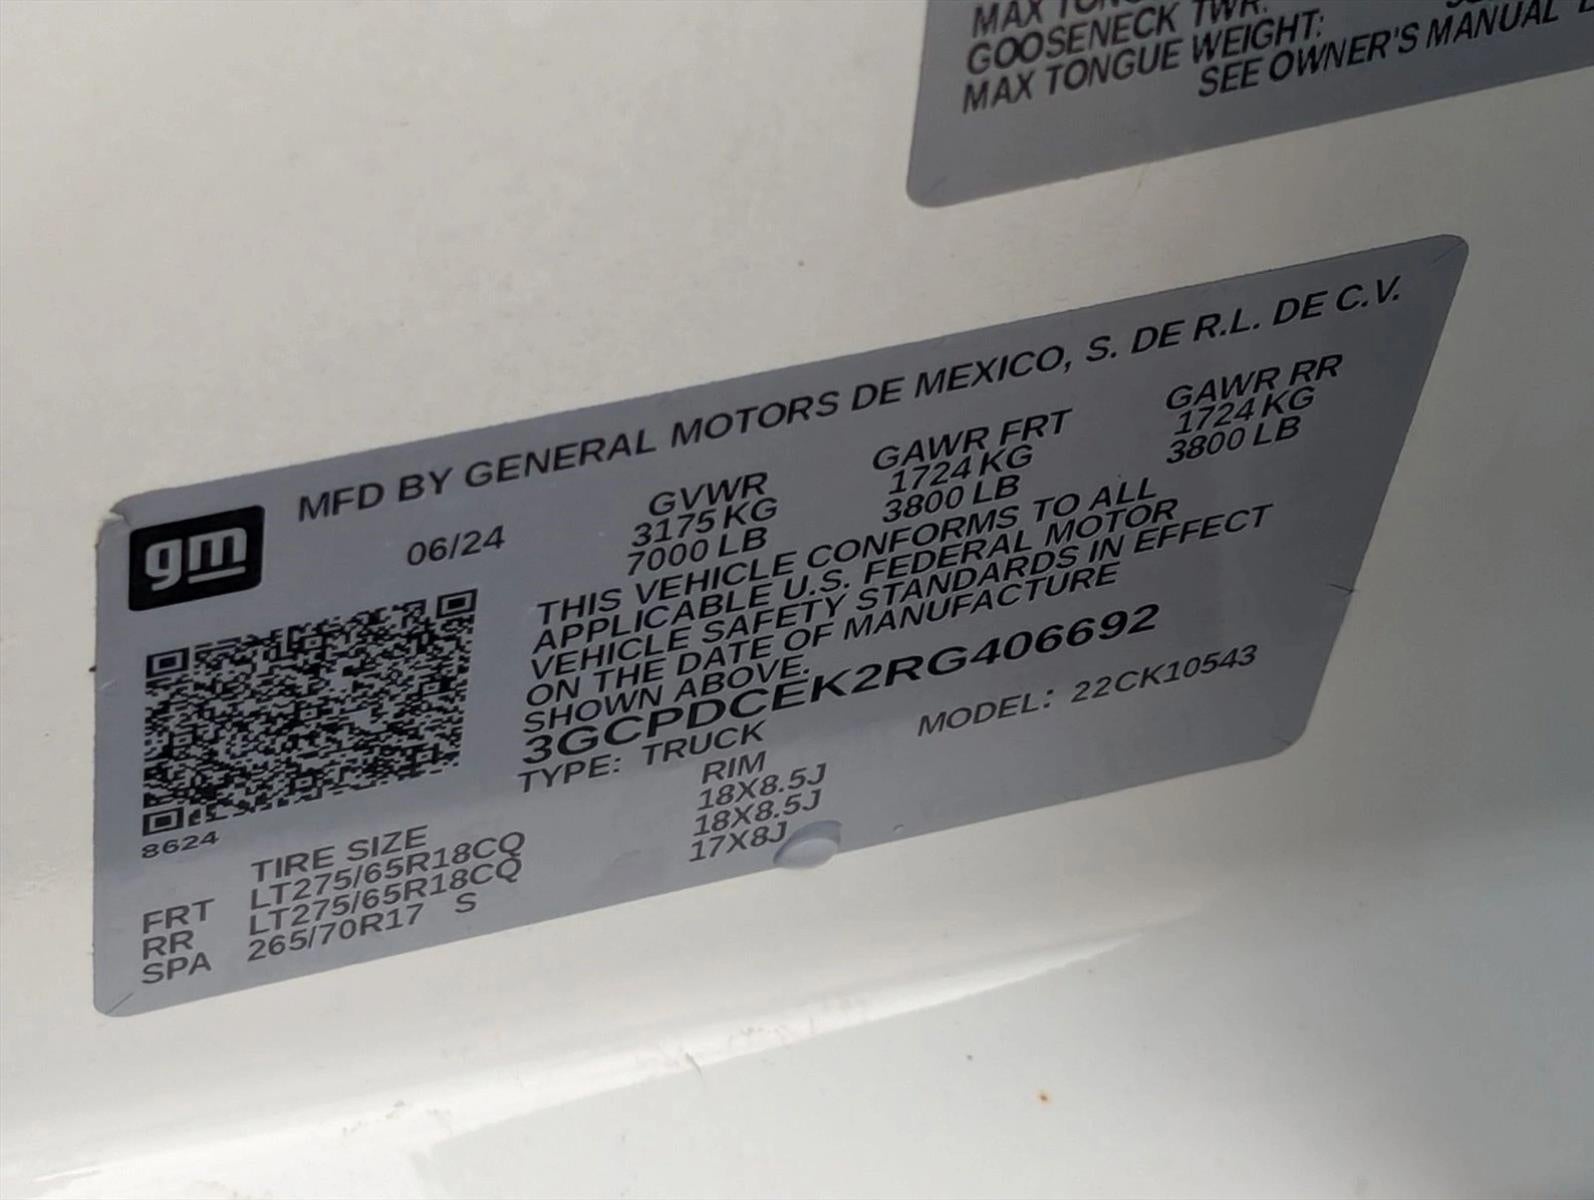 GOOSENECK TWR:
MAX TONGUE WEIGHT:
SEE OWNER'S MANUAL
MFD BY GENERAL MOTORS DE MEXICO, S. DE R.L. DE C.V.
gm
06/24
GVWR GAWR FRT GAWR RR
3175 KG 1724 KG 1724 KG
7000 LB 3800 LB 3800 LB
THIS VEHICLE CONFORMS TO ALL
APPLICABLE U.S. FEDERAL MOTOR
VEHICLE SAFETY STANDARDS IN EFFECT
ON THE DATE OF MANUFACTURE
SHOWN ABOVE.
3GCPDCEK2RG406692
TYPE: TRUCK MODEL: 22CK10543
8624
TIRE SIZE RIM
FRT LT275/65R18CQ 18X8.5J
RR LT275/65R18CQ 18X8.5J
SPA 265/70R17 S 17X8J